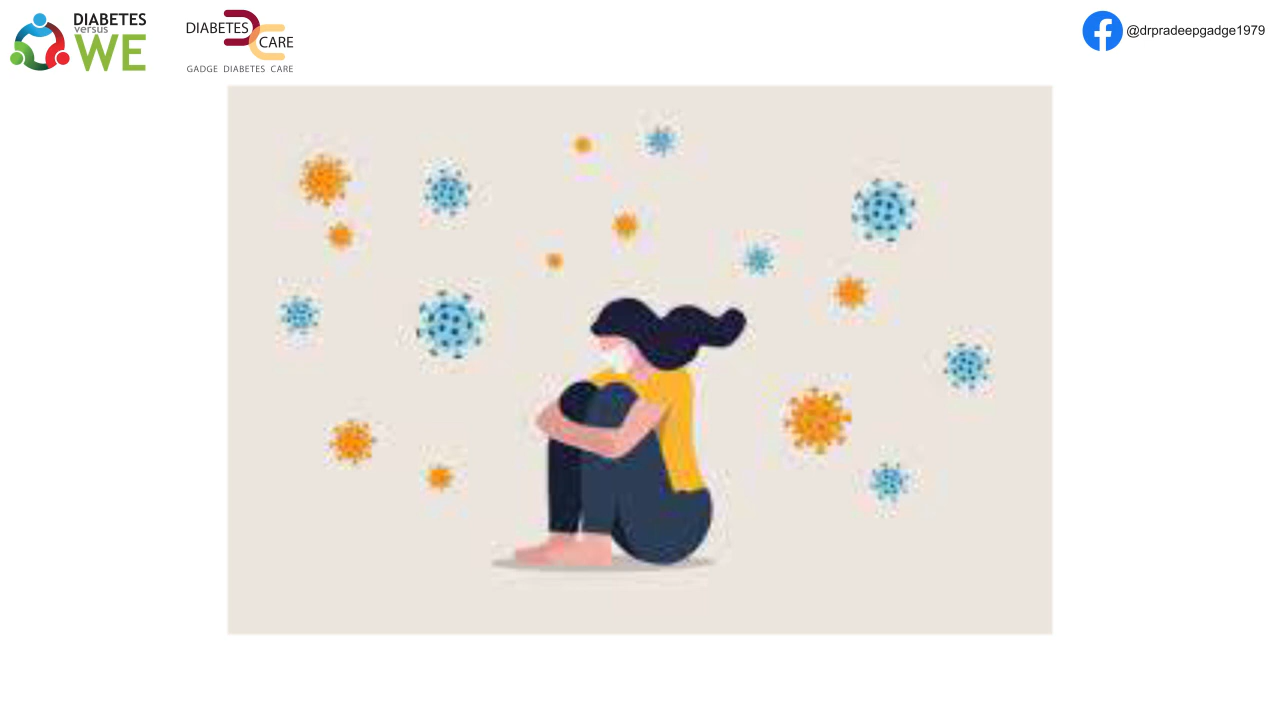 DIABETES
versus
WE
DIABETES
CARE
GADGE DIABETES CARE
@drpradeepgadge1979